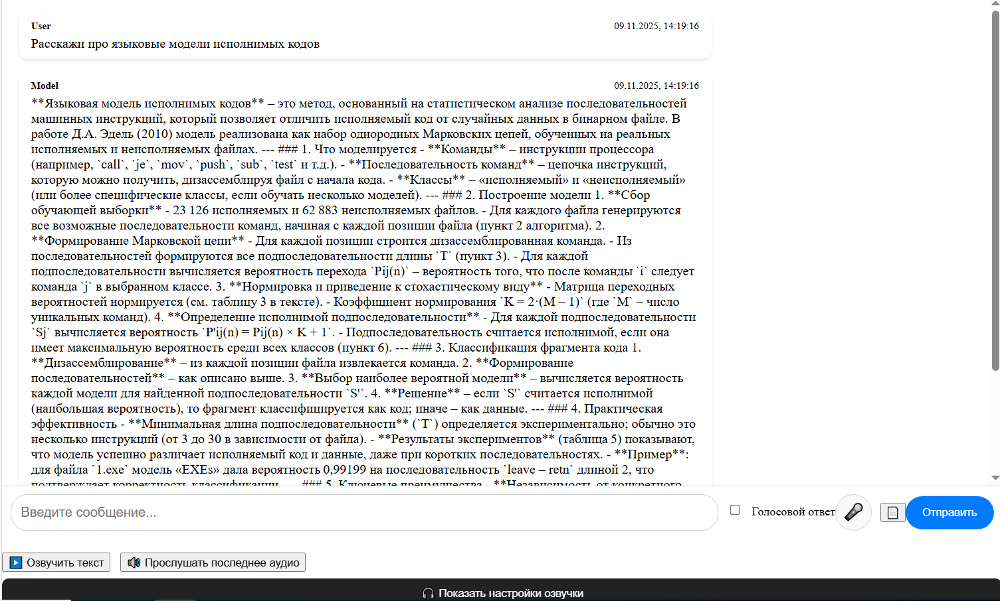 User 09.11.2025, 14:19:16
Расскажи про языковые модели исполнимых кодов
Model 09.11.2025, 14:19:16
**Языковая модель исполнимых кодов** – это метод, основанный на статистическом анализе последовательностей
машинных инструкций, который позволяет отличить исполняемый код от случайных данных в бинарном файле. В
работе Д.А. Эдель (2010) модель реализована как набор однородных Марковских цепей, обученных на реальных
исполняемых и неисполняемых файлах. --- ### 1. Что моделируется - **Команды** – инструкции процессора
(например, `call`, `je`, `mov`, `push`, `sub`, `test` и т.д.). - **Последовательность команд** – цепочка инструкций,
которую можно получить, дизассемблируя файл с начала кода. - **Классы** – «исполняемый» и «неисполняемый»
(или более специфические классы, если обучать несколько моделей). --- ### 2. Построение модели 1. **Сбор
обучающей выборки** - 23 126 исполняемых и 62 883 неисполняемых файлов. - Для каждого файла генерируются
все возможные последовательности команд, начиная с каждой позиции файла (пункт 2 алгоритма). 2.
**Формирование Марковской цепи** - Для каждой позиции строится дизассемблированная команда. - Из
последовательностей формируются все подпоследовательности длины `T` (пункт 3). - Для каждой
подпоследовательности вычисляется вероятность перехода `Pij(n)` – вероятность того, что после команды `i` следует
команда `j` в выбранном классе. 3. **Нормировка и приведение к стохастическому виду** - Матрица переходных
вероятностей нормируется (см. таблицу 3 в тексте). - Коэффициент нормирования `K = 2·(M – 1)` (где `M` – число
уникальных команд). 4. **Определение исполнимой подпоследовательности** - Для каждой подпоследовательности
`Sj` вычисляется вероятность `P'ij(n) = Pij(n) × K + 1`. - Подпоследовательность считается исполнимой, если она
имеет максимальную вероятность среди всех классов (пункт 6). --- ### 3. Классификация фрагмента кода 1.
**Дизассемблирование** – из каждой позиции файла извлекается команда. 2. **Формирование
последовательностей** – как описано выше. 3. **Выбор наиболее вероятной модели** – вычисляется вероятность
каждой модели для найденной подпоследовательности `S'`. 4. **Решение** – если `S'` считается исполнимой
(наибольшая вероятность), то фрагмент классифицируется как код; иначе – как данные. --- ### 4. Практическая
эффективность - **Минимальная длина подпоследовательности** (`T`) определяется экспериментально; обычно это
несколько инструкций (от 3 до 30 в зависимости от файла). - **Результаты экспериментов** (таблица 5) показывают,
что модель успешно различает исполняемый код и данные, даже при коротких последовательностях. - **Пример**:
для файла `1.exe` модель «EXEs» дала вероятность 0,99199 на последовательность `leave – retn` длиной 2, что
подтверждает корректность классификации. --- ### 5. Ключевые преимущества - **Независимость от конкретного
Введите сообщение...
Голосовой ответ
Отправить
Озвучить текст
Прослушать последнее аудио
Показать настройки озвучки